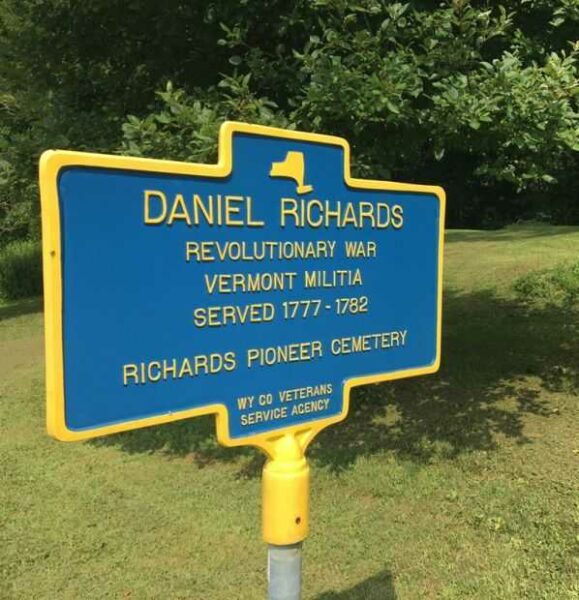 DANIEL RICHARDS
REVOLUTIONARY WAR
VERMONT MILITIA
SERVED 1777 - 1782
RICHARDS PIONEER CEMETERY
WY CO VETERANS
SERVICE AGENCY